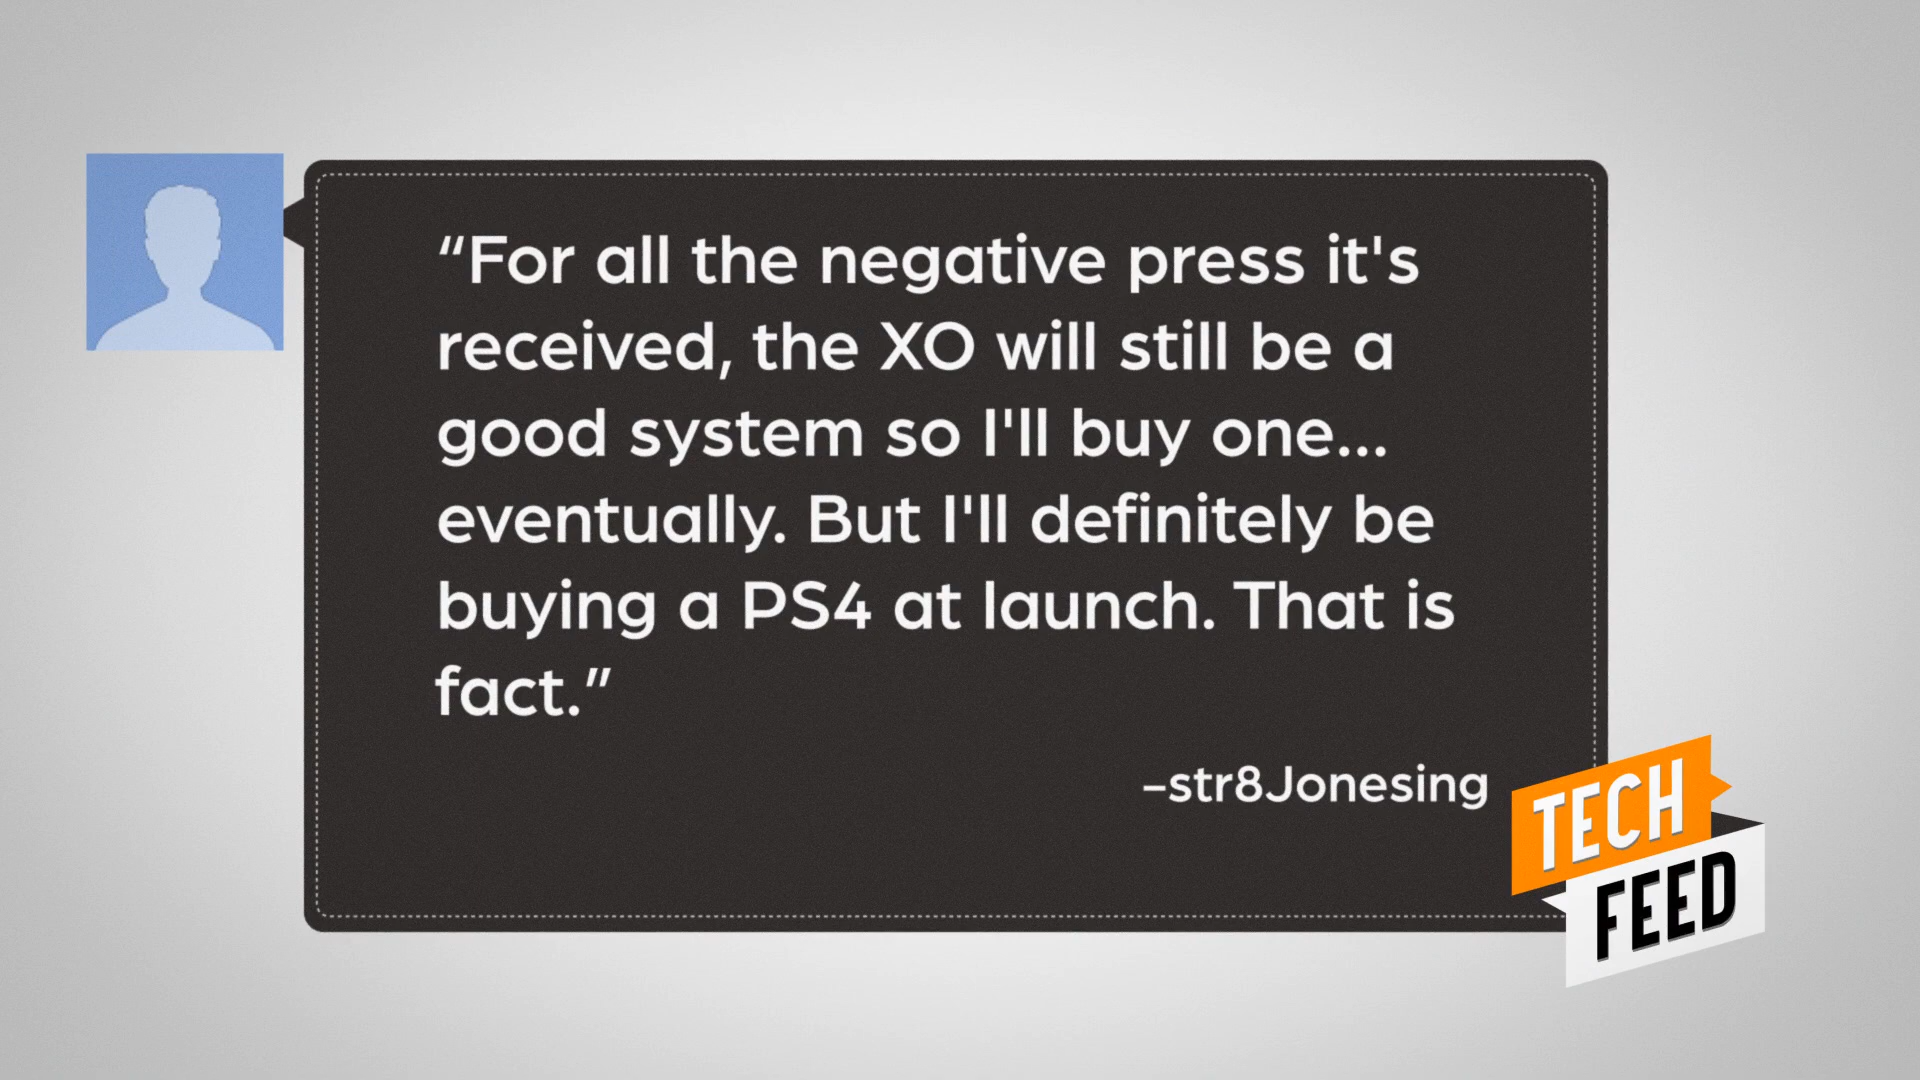 “For all the negative press it's
received, the XO will still be a
good system so I'll buy one...
eventually. But I'll definitely be
buying a PS4 at launch. That is
fact.”
–str8Jonesing
TECH
FEED